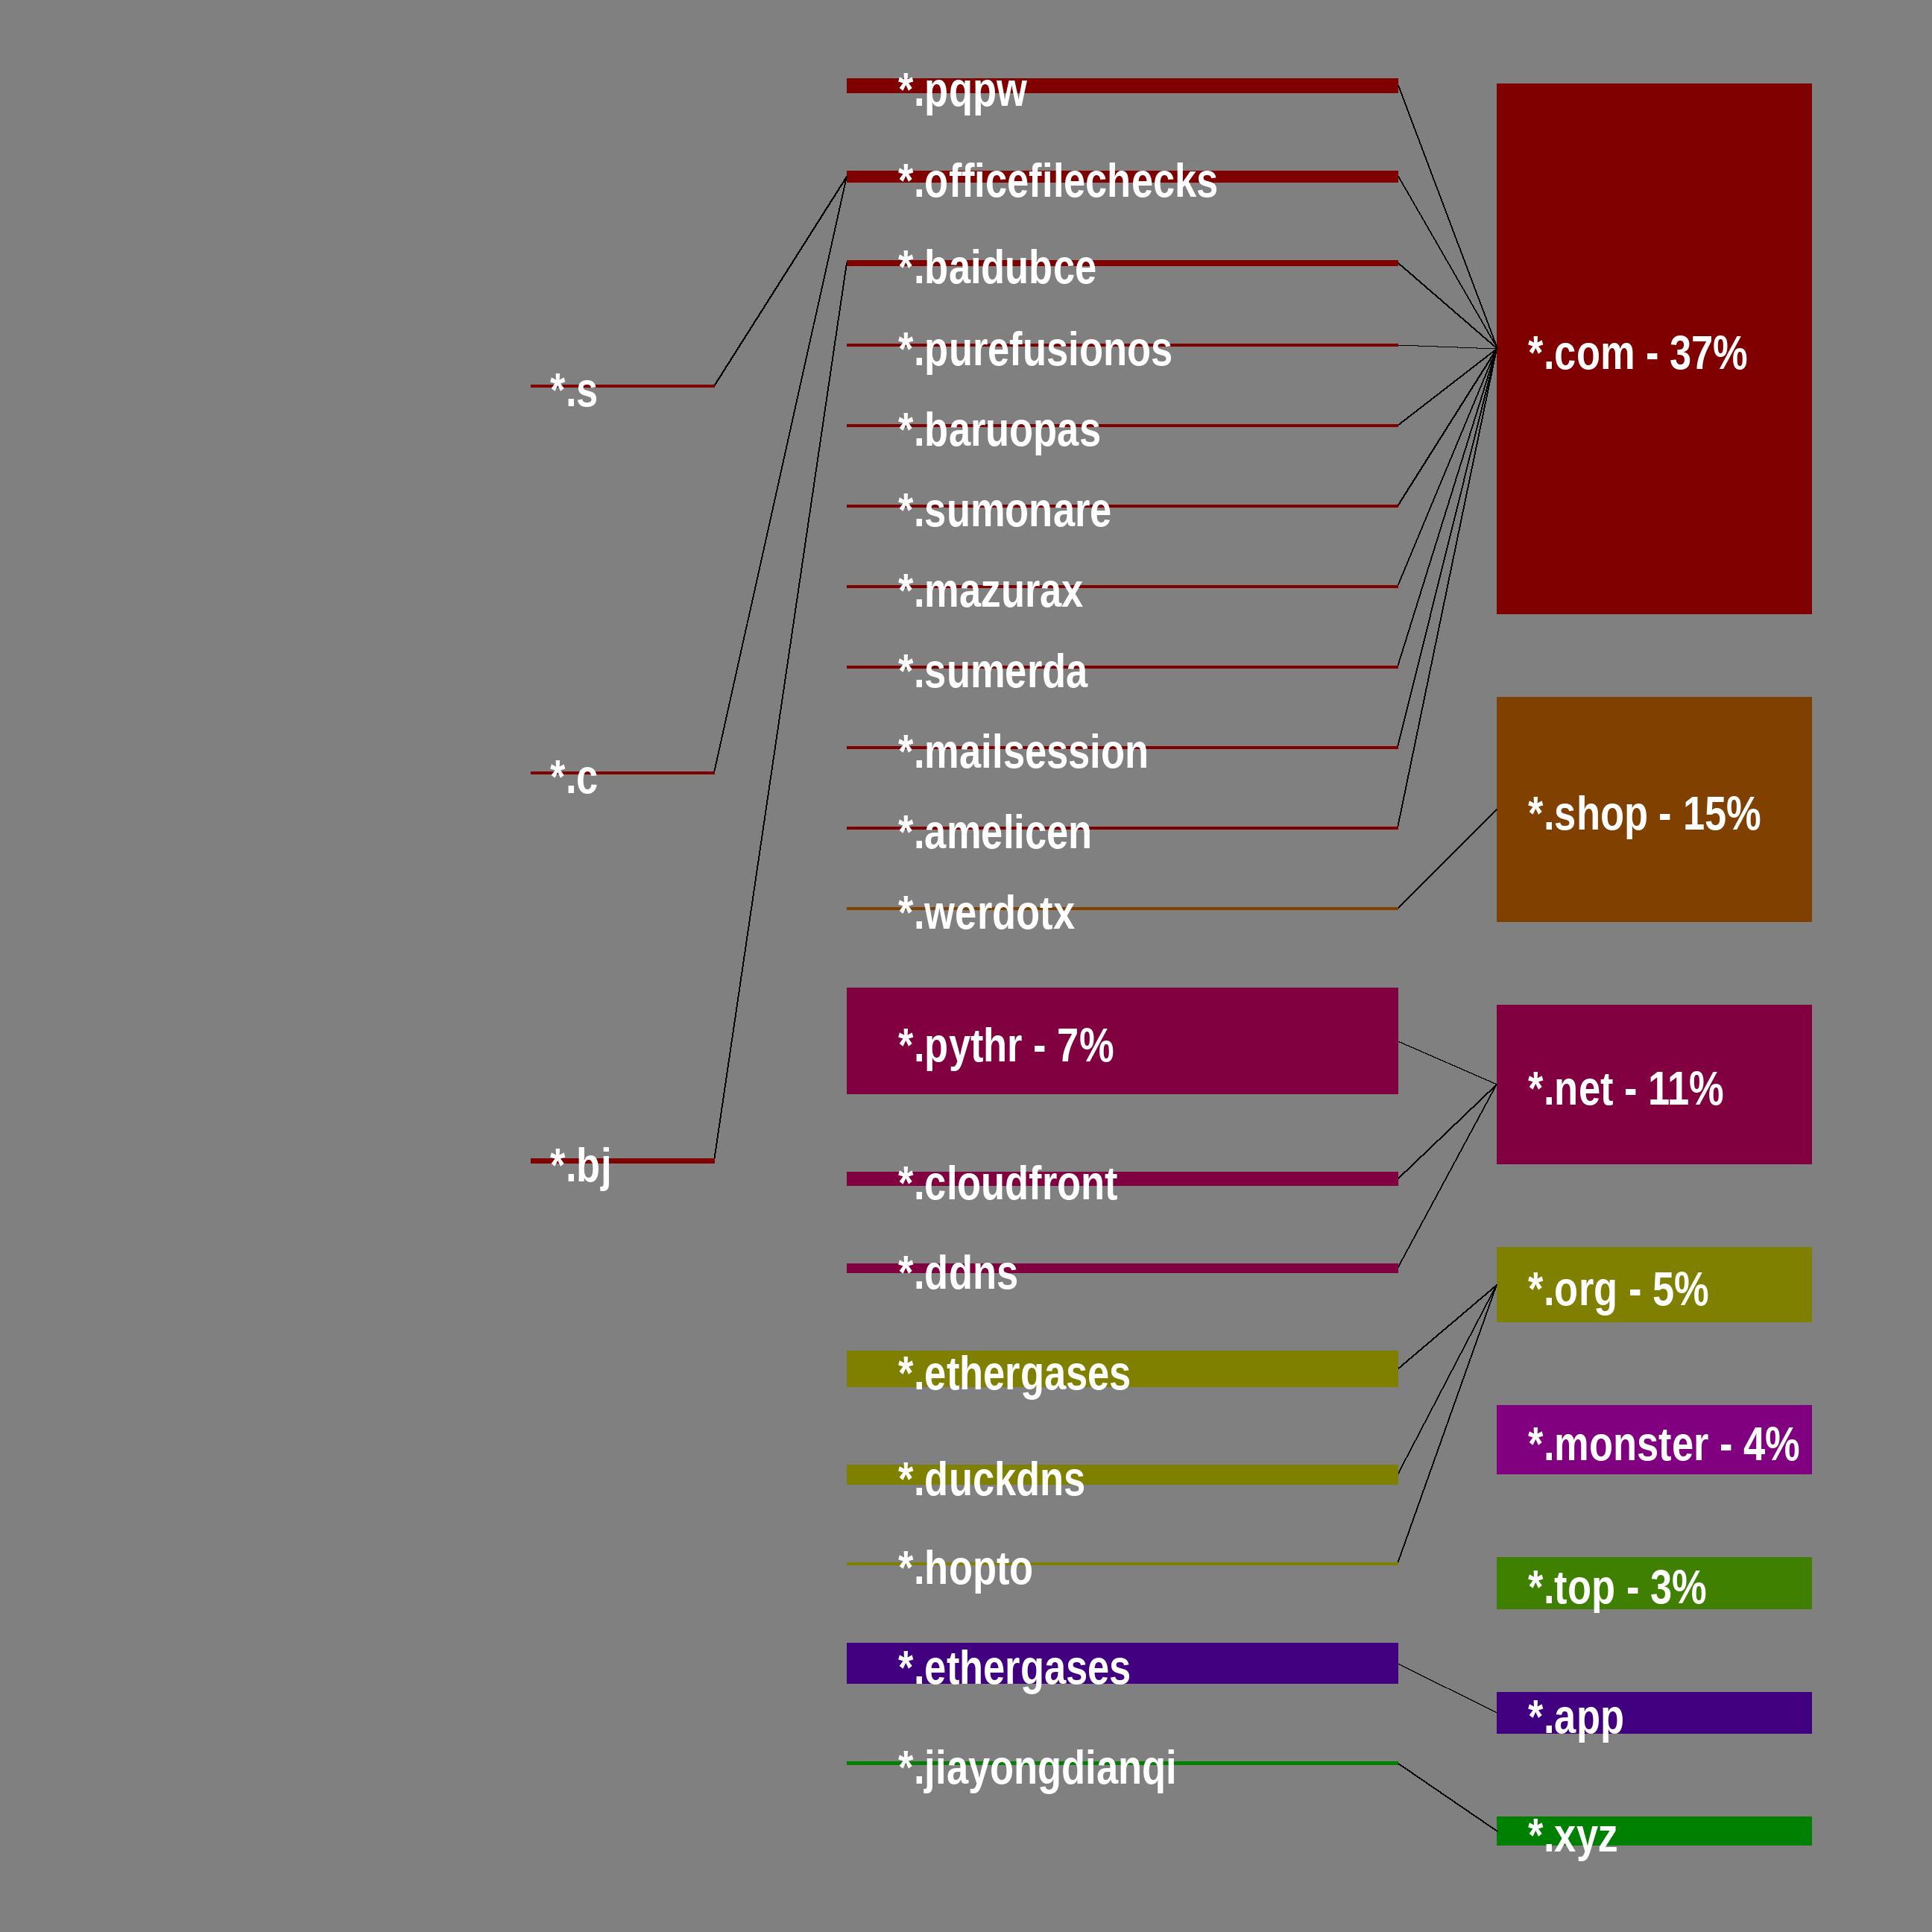 *.s
*.c
*.bj
*.pqpw
*.officefilechecks
*.baidubce
*.purefusionos
*.baruopas
*.sumonare
*.mazurax
*.sumerda
*.mailsession
*.amelicen
*.werdotx
*.pythr - 7%
*.cloudfront
*.ddns
*.ethergases
*.duckdns
*.hopto
*.ethergases
*.jiayongdianqi
*.com - 37%
*.shop - 15%
*.net - 11%
*.org - 5%
*.monster - 4%
*.top - 3%
*.app
*.xyz